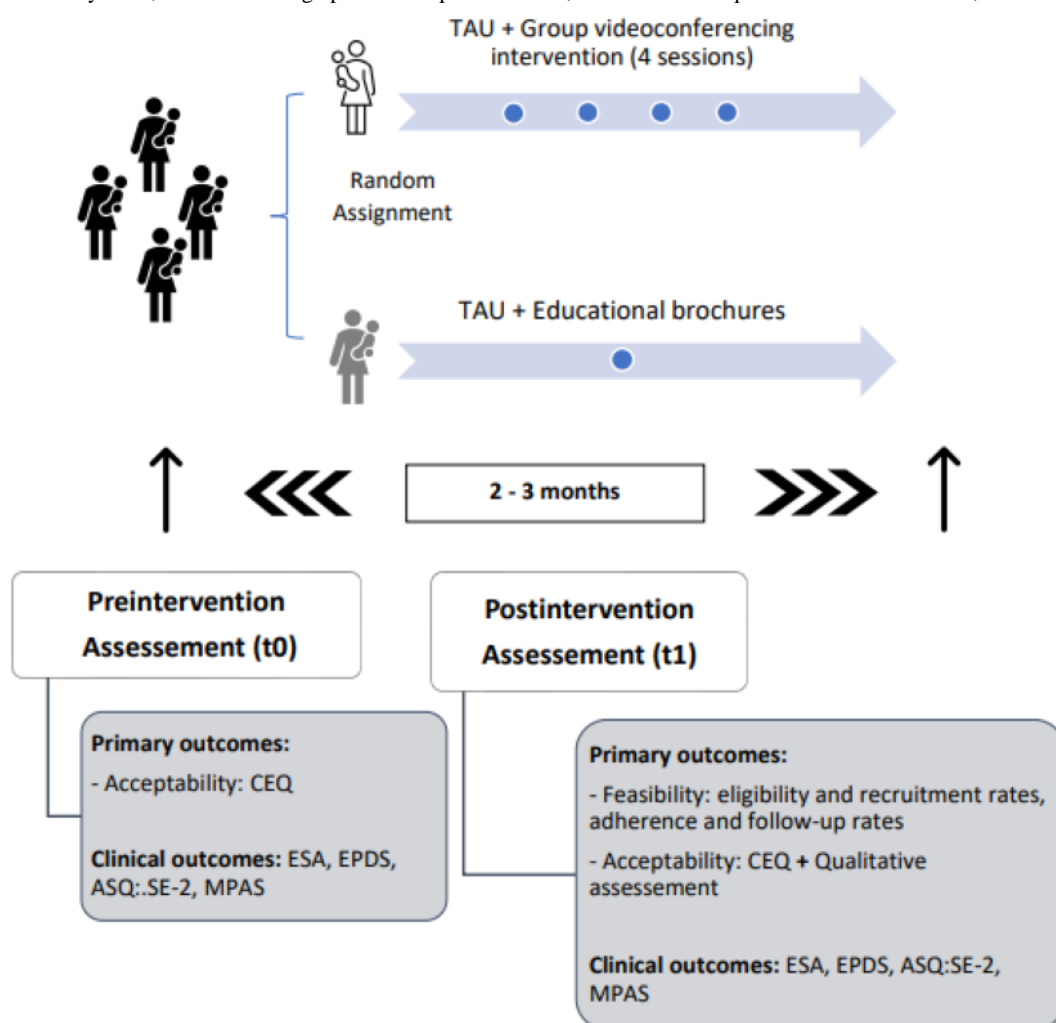 TAU + Group videoconferencing
intervention (4 sessions)
Random
Assignment
TAU + Educational brochures
2 - 3 months
Preintervention
Assessement (t0)
Postintervention
Assessement (t1)
Primary outcomes:
- Acceptability: CEQ
Clinical outcomes: ESA, EPDS,
ASQ:.SE-2, MPAS
Primary outcomes:
- Feasibility: eligibility and recruitment rates,
adherence and follow-up rates
- Acceptability: CEQ + Qualitative
assessement
Clinical outcomes: ESA, EPDS, ASQ:SE-2,
MPAS